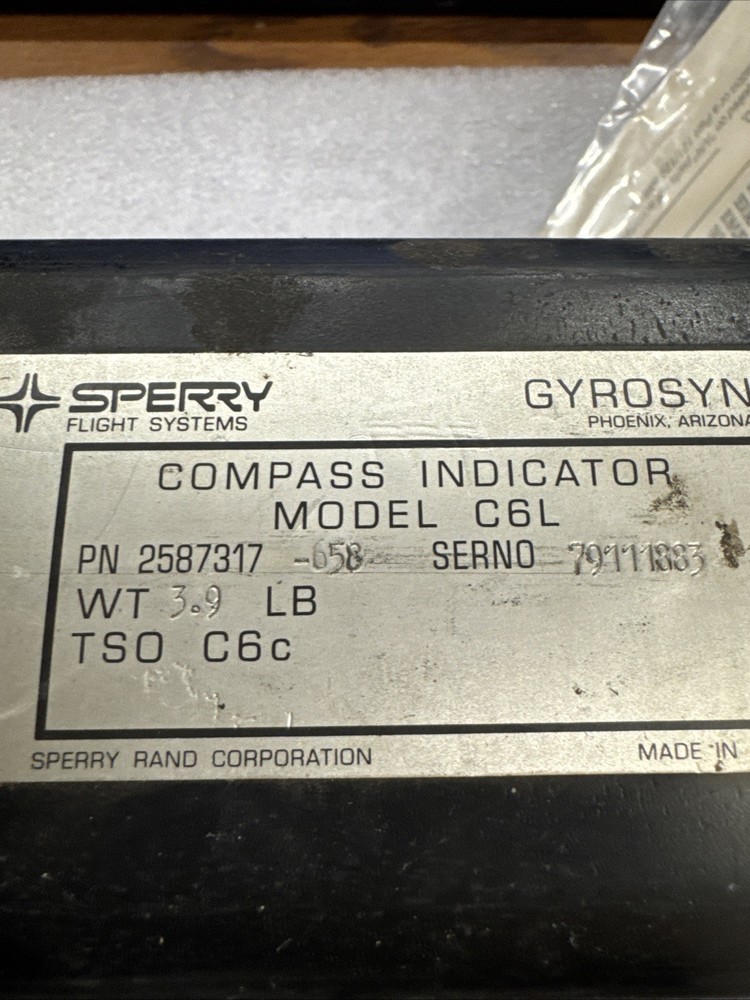 SPERRY GYROSYN
FLIGHT SYSTEMS PHOENIX, ARIZONA
COMPASS INDICATOR
MODEL C6L
PN 2587317 -658 SERNO 79111883
WT 3.9 LB
TSO C6c
SPERRY RAND CORPORATION MADE IN